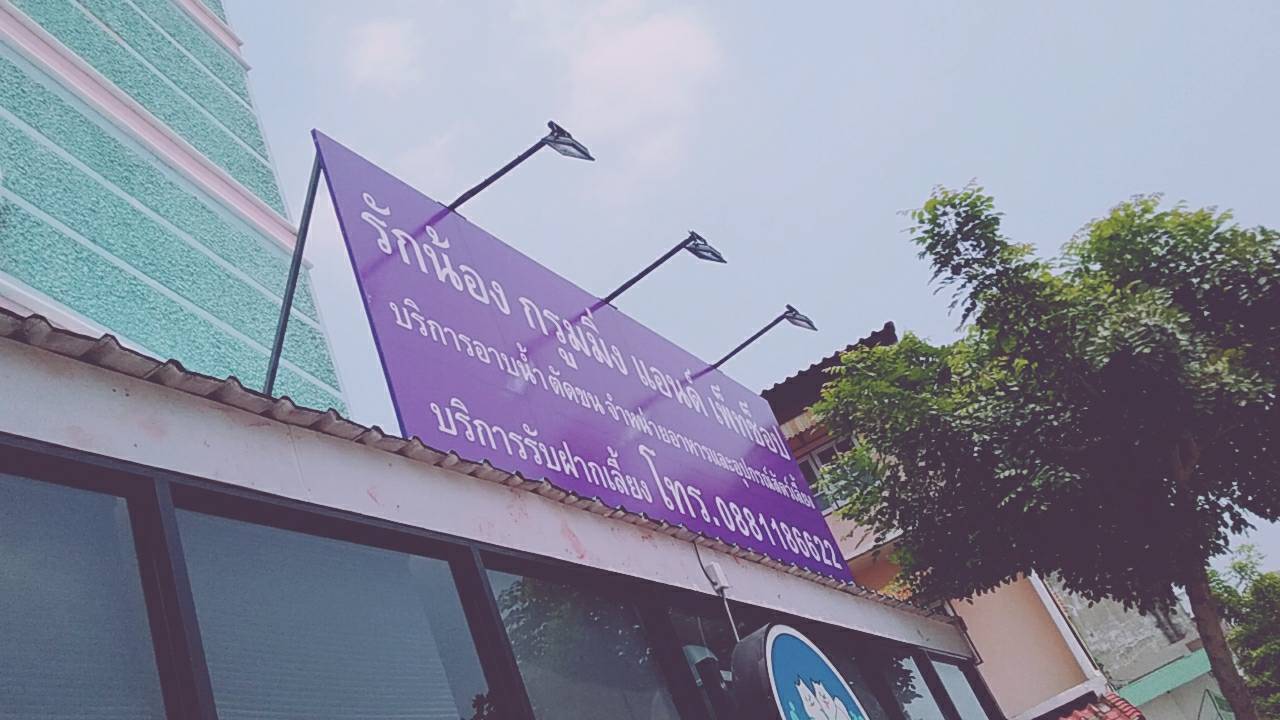 รักน้อง กรูมมิ่ง แอนด์ เพ็ทช็อป
บริการอาบน้ำ ตัดขน จำหน่ายอาหารและอุปกรณ์สัตว์เลี้ยง
บริการรับฝากเลี้ยง โทร.0881186622